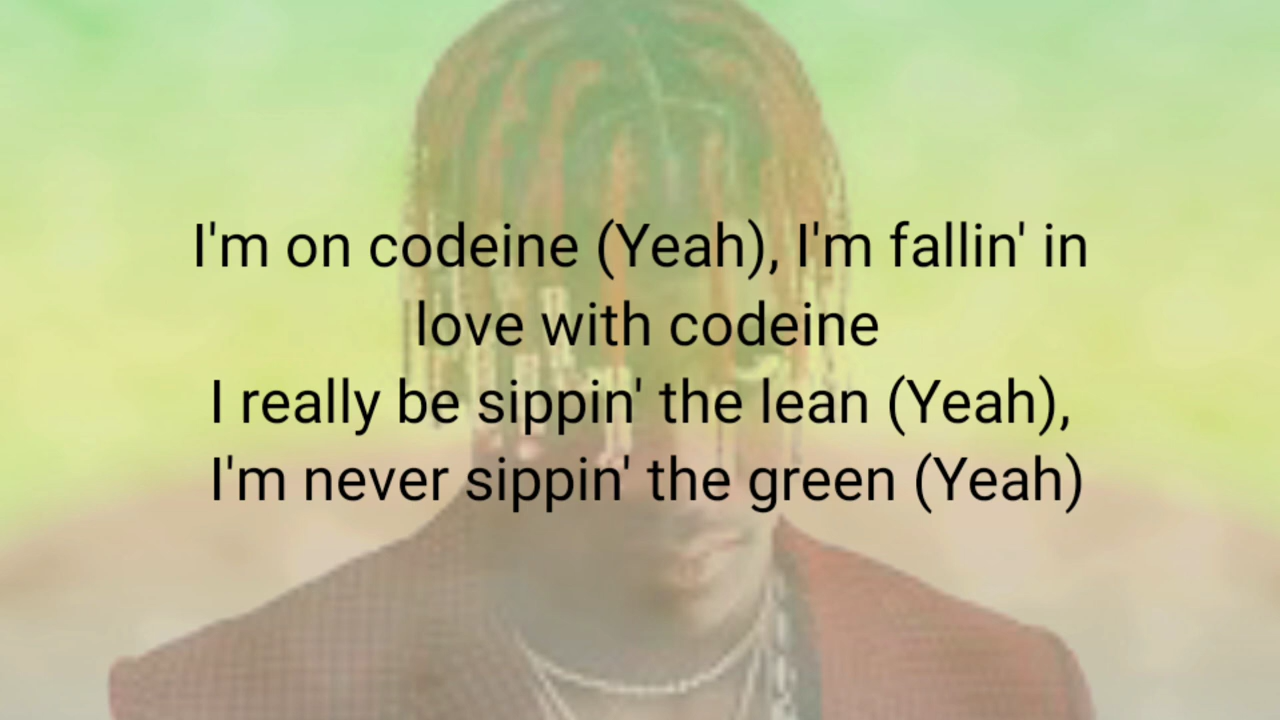 I'm on codeine (Yeah), I'm fallin' in
love with codeine
I really be sippin' the lean (Yeah),
I'm never sippin' the green (Yeah)